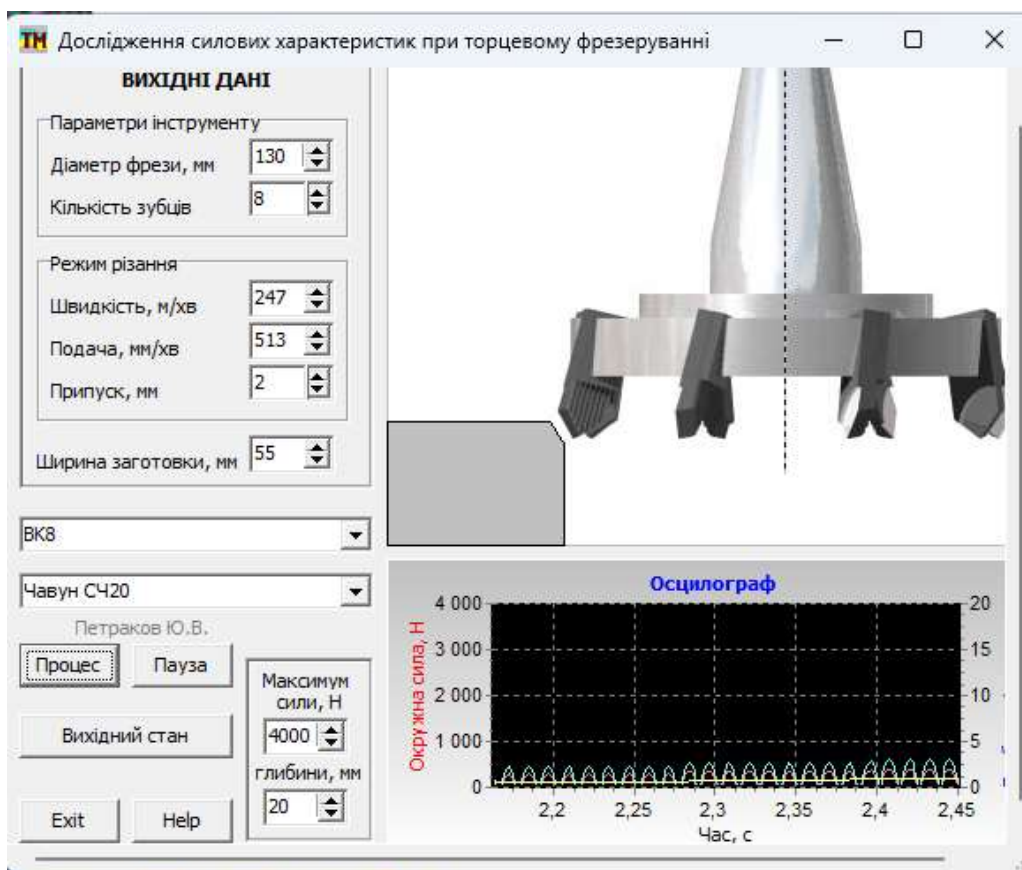 TM Дослідження силових характеристик при торцевому фрезеруванні
ВИХІДНІ ДАНІ
Параметри інструменту
Діаметр фрези, мм 130
Кількість зубців 8
Режим різання
Швидкість, м/хв 247
Подача, мм/хв 513
Припуск, мм 2
Ширина заготовки, мм 55
ВК8
Чавун СЧ20
Петраков Ю.В.
Процес Пауза
Вихідний стан
Exit Help
Максимум
сили, Н
4000
глибини, мм
20
Осцилограф
Окружна сила, Н
4 000 20
3 000 15
2 000 10
1 000 5
0 0
2,2 2,25 2,3 2,35 2,4 2,45
Час, с